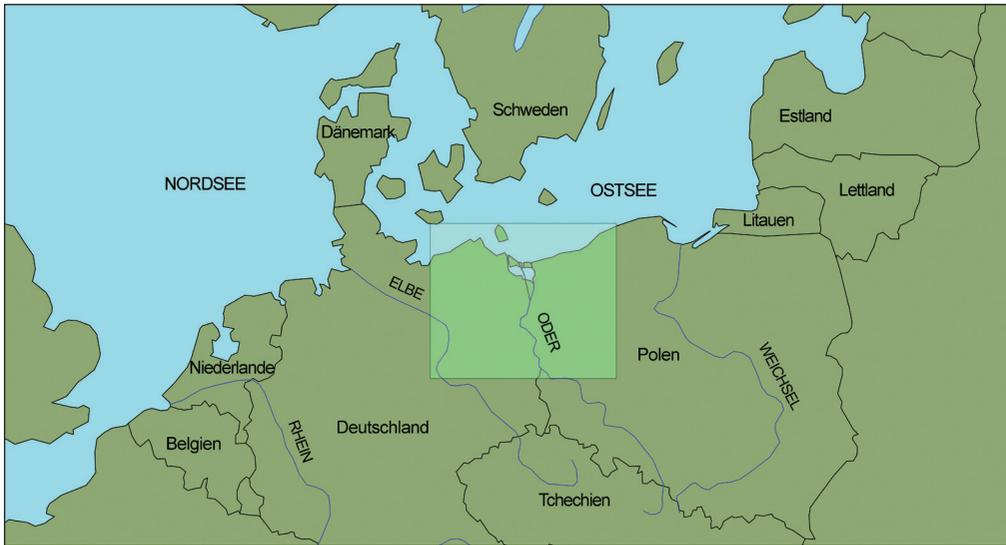 Schweden
Estland
Dänemark
NORDSEE
OSTSEE
Lettland
Litauen
ELBE
ODER
Polen
Niederlande
WEICHSEL
Deutschland
RHEIN
Belgien
Tchechien